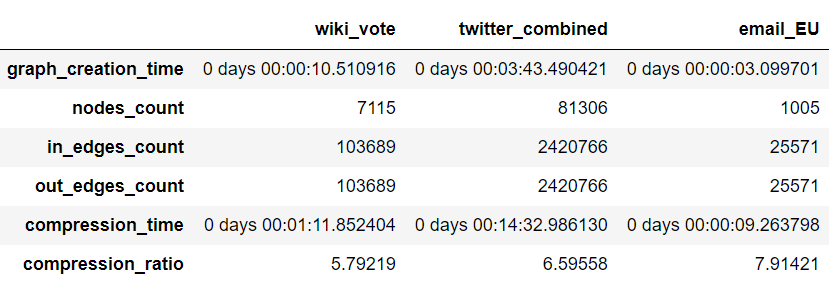 wiki_vote twitter_combined email_EU
graph_creation_time 0 days 00:00:10.510916 0 days 00:03:43.490421 0 days 00:00:03.099701
nodes_count 7115 81306 1005
in_edges_count 103689 2420766 25571
out_edges_count 103689 2420766 25571
compression_time 0 days 00:01:11.852404 0 days 00:14:32.986130 0 days 00:00:09.263798
compression_ratio 5.79219 6.59558 7.91421